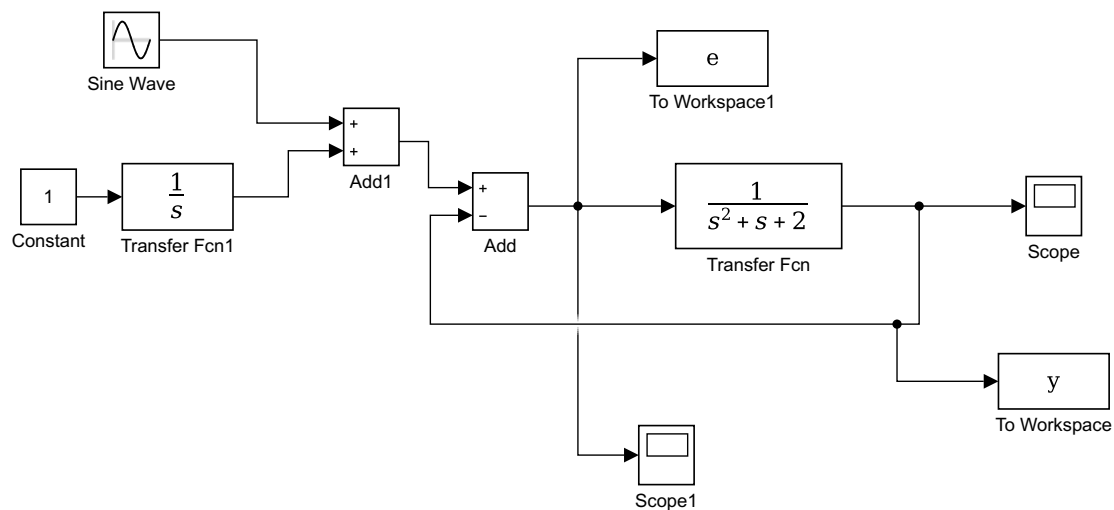 Sine Wave
+
+
Add1
1
Constant
1
s
Transfer Fcn1
+
−
Add
e
To Workspace1
1
s² + s + 2
Transfer Fcn
Scope
y
To Workspace
Scope1